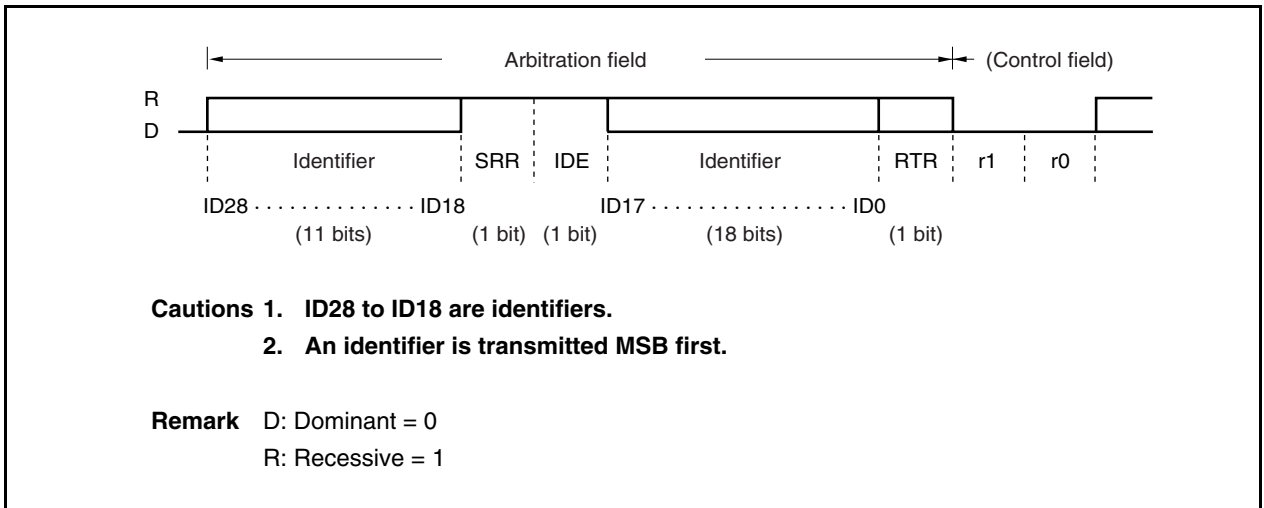 Arbitration field (Control field)
R
D
Identifier SRR IDE Identifier RTR r1 r0
ID28 · · · · · · · · · · · · · · ID18 ID17 · · · · · · · · · · · · · · · · · ID0
(11 bits) (1 bit) (1 bit) (18 bits) (1 bit)
Cautions 1. ID28 to ID18 are identifiers.
2. An identifier is transmitted MSB first.
Remark D: Dominant = 0
R: Recessive = 1